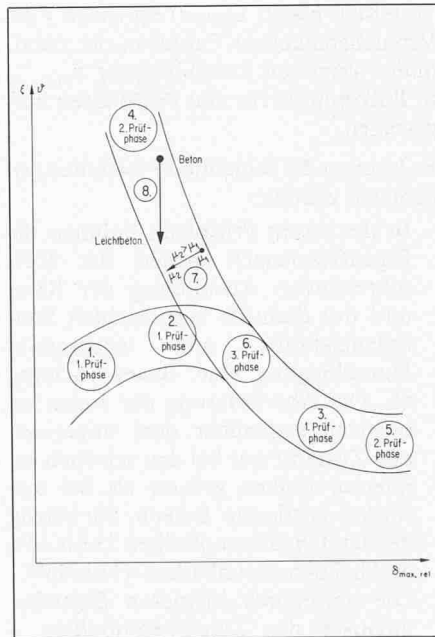 ξ ϑ
4.
2. Prüf-
phase
Beton
8.
Leichtbeton
μ₂>μ₁
μ₁
μ₂
7.
2.
1. Prüf-
phase
1.
1. Prüf-
phase
6.
3. Prüf-
phase
3.
1. Prüf-
phase
5.
2. Prüf-
phase
δmax, rel.